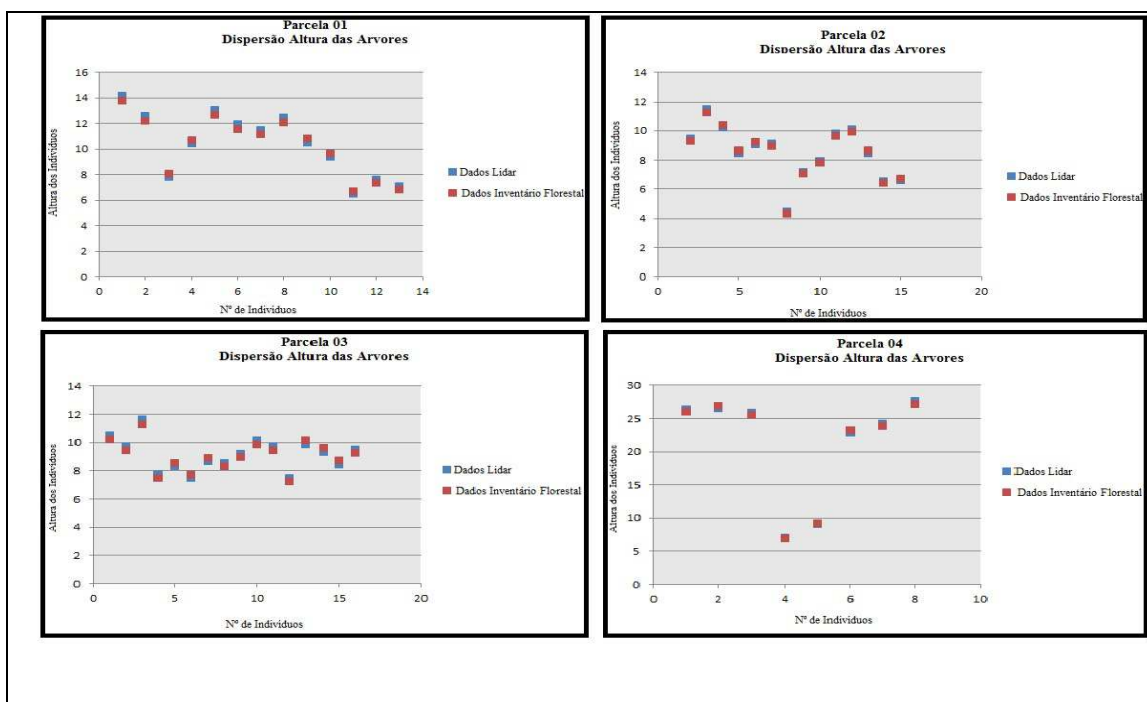 Parcela 01
Dispersão Altura das Arvores
16
14
12
10
8
6
4
2
0
0 2 4 6 8 10 12 14
Altura dos Individuos
Nº de Individuos
Dados Lidar
Dados Inventário Florestal
Parcela 02
Dispersão Altura das Arvores
14
12
10
8
6
4
2
0
0 5 10 15 20
Altura dos Individuos
Nº de Individuos
Dados Lidar
Dados Inventário Florestal
Parcela 03
Dispersão Altura das Arvores
14
12
10
8
6
4
2
0
0 5 10 15 20
Altura dos Individuos
Nº de Individuos
Dados Lidar
Dados Inventário Florestal
Parcela 04
Dispersão Altura das Arvores
30
25
20
15
10
5
0
0 2 4 6 8 10
Altura dos Individuos
Nº de Individuos
Dados Lidar
Dados Inventário Florestal